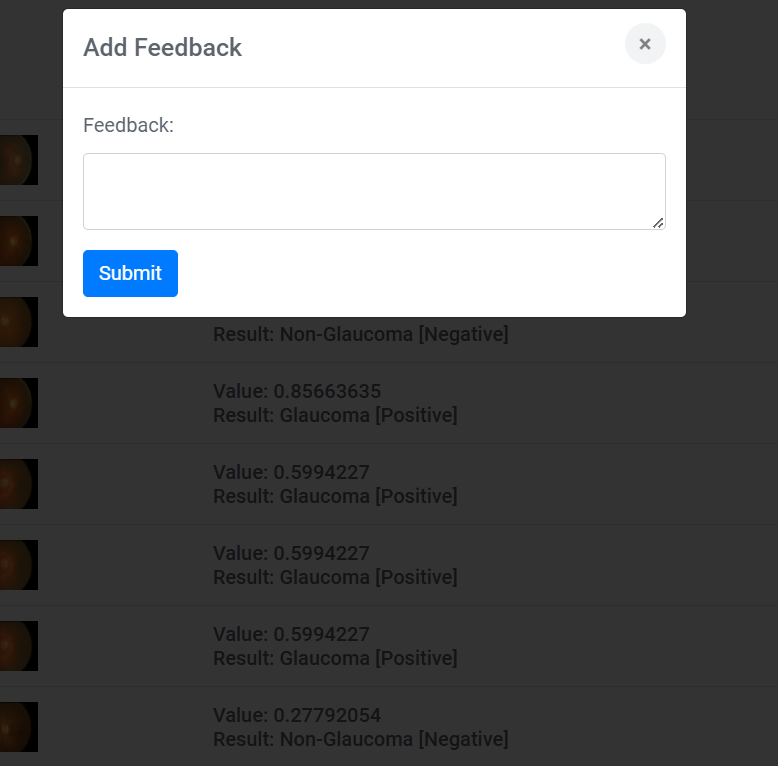 Add Feedback
×
Feedback:
Submit
Result: Non-Glaucoma [Negative]
Value: 0.85663635
Result: Glaucoma [Positive]
Value: 0.5994227
Result: Glaucoma [Positive]
Value: 0.5994227
Result: Glaucoma [Positive]
Value: 0.5994227
Result: Glaucoma [Positive]
Value: 0.27792054
Result: Non-Glaucoma [Negative]